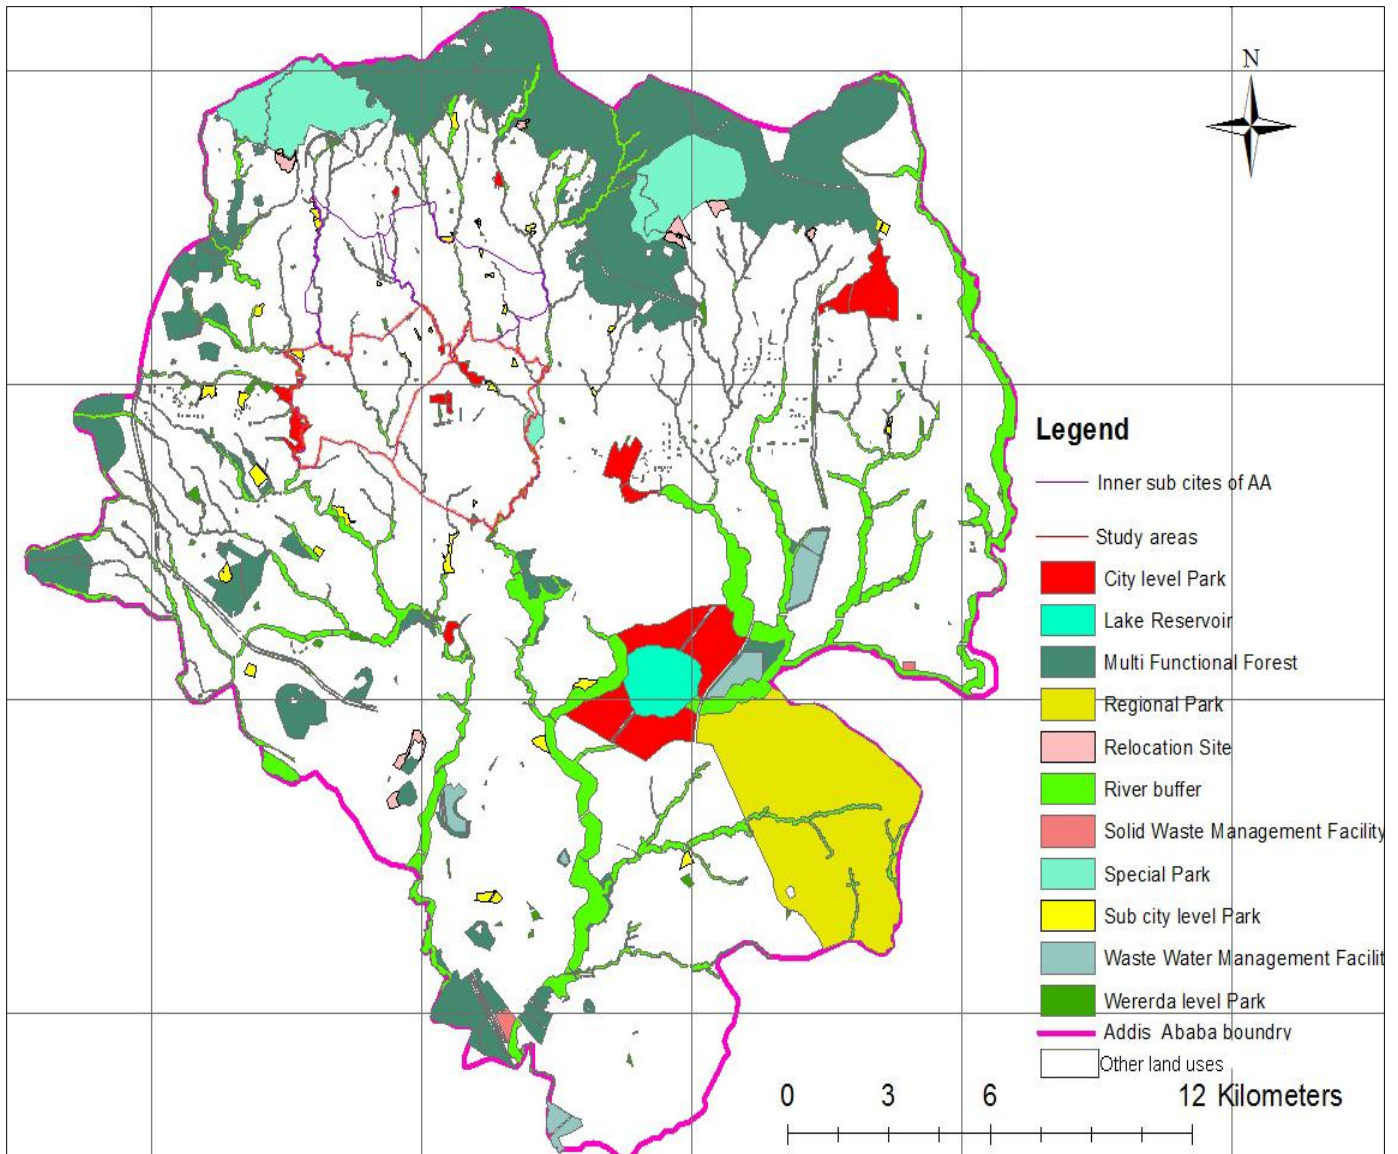 N
Legend
Inner sub cites of AA
Study areas
City level Park
Lake Reservoir
Multi Functional Forest
Regional Park
Relocation Site
River buffer
Solid Waste Management Facility
Special Park
Sub city level Park
Waste Water Management Facilit
Wererda level Park
Addis Ababa boundry
Other land uses
0 3 6 12 Kilometers